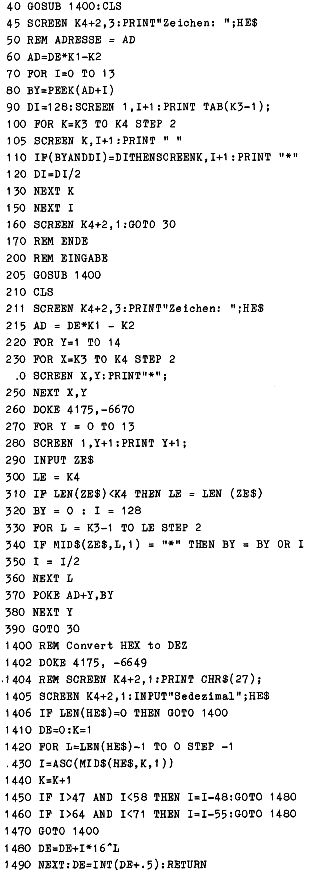 40 GOSUB 1400:CLS
45 SCREEN K4+2,3:PRINT"Zeichen: ";HE$
50 REM ADRESSE = AD
60 AD=DE*K1-K2
70 FOR I=0 TO 13
80 BY=PEEK(AD+I)
90 DI=128:SCREEN 1,I+1:PRINT TAB(K3-1);
100 FOR K=K3 TO K4 STEP 2
105 SCREEN K,I+1:PRINT " "
110 IF(BYANDDI)=DITHENSCREENK,I+1:PRINT "*"
120 DI=DI/2
130 NEXT K
150 NEXT I
160 SCREEN K4+2,1:GOTO 30
170 REM ENDE
200 REM EINGABE
205 GOSUB 1400
210 CLS
211 SCREEN K4+2,3:PRINT"Zeichen: ";HE$
215 AD = DE*K1 - K2
220 FOR Y=1 TO 14
230 FOR X=K3 TO K4 STEP 2
.0 SCREEN X,Y:PRINT"*";
250 NEXT X,Y
260 DOKE 4175,-6670
270 FOR Y = 0 TO 13
280 SCREEN 1,Y+1:PRINT Y+1;
290 INPUT ZE$
300 LE = K4
310 IF LEN(ZE$)<K4 THEN LE = LEN (ZE$)
320 BY = 0 : I = 128
330 FOR L = K3-1 TO LE STEP 2
340 IF MID$(ZE$,L,1) = "*" THEN BY = BY OR I
350 I = I/2
360 NEXT L
370 POKE AD+Y,BY
380 NEXT Y
390 GOTO 30
1400 REM Convert HEX to DEZ
1402 DOKE 4175, -6649
.1404 REM SCREEN K4+2,1:PRINT CHR$(27);
1405 SCREEN K4+2,1:INPUT"Sedezimal";HE$
1406 IF LEN(HE$)=0 THEN GOTO 1400
1410 DE=0:K=1
1420 FOR L=LEN(HE$)-1 TO 0 STEP -1
.430 I=ASC(MID$(HE$,K,1))
1440 K=K+1
1450 IF I>47 AND I<58 THEN I=I-48:GOTO 1480
1460 IF I>64 AND I<71 THEN I=I-55:GOTO 1480
1470 GOTO 1400
1480 DE=DE+I*16^L
1490 NEXT:DE=INT(DE+.5):RETURN